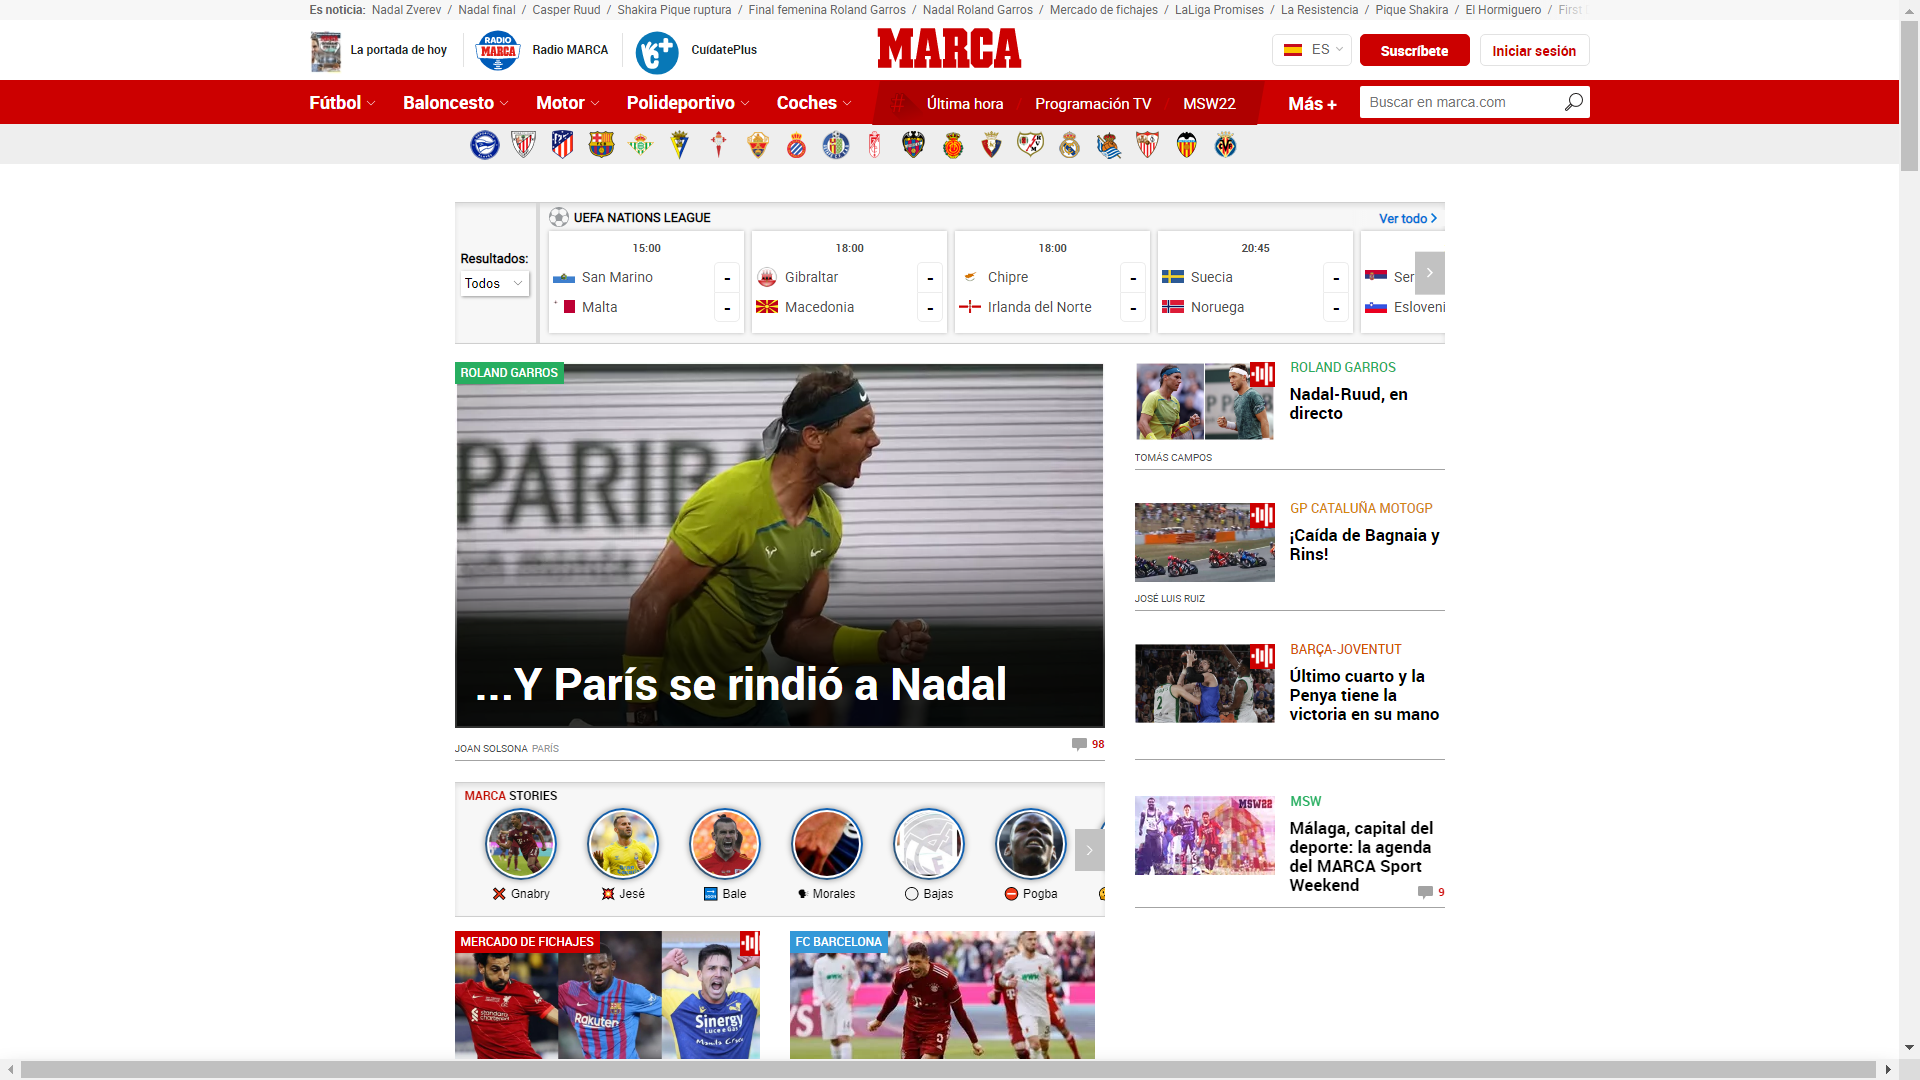 Es noticia: Nadal Zverev / Nadal final / Casper Ruud / Shakira Pique ruptura / Final femenina Roland Garros / Nadal Roland Garros / Mercado de fichajes / LaLiga Promises / La Resistencia / Pique Shakira / El Hormiguero / First
La portada de hoy
RADIO MARCA
Radio MARCA
CuídatePlus
MARCA
ES
Suscríbete
Iniciar sesión
Fútbol
Baloncesto
Motor
Polideportivo
Coches
#
Última hora
Programación TV
MSW22
Más +
Buscar en marca.com
Resultados:
Todos
UEFA NATIONS LEAGUE
Ver todo
15:00
San Marino -
Malta -
18:00
Gibraltar -
Macedonia -
18:00
Chipre -
Irlanda del Norte -
20:45
Suecia -
Noruega -
Ser
Esloveni
ROLAND GARROS
PARIB
...Y París se rindió a Nadal
JOAN SOLSONA PARÍS
98
ROLAND GARROS
Nadal-Ruud, en
directo
TOMÁS CAMPOS
GP CATALUÑA MOTOGP
¡Caída de Bagnaia y
Rins!
JOSÉ LUIS RUIZ
BARÇA-JOVENTUT
Último cuarto y la
Penya tiene la
victoria en su mano
MSW22
MSW
Málaga, capital del
deporte: la agenda
del MARCA Sport
Weekend
9
MARCA STORIES
Gnabry
Jesé
Bale
Morales
Bajas
Pogba
MERCADO DE FICHAJES
Rakuten
Sinergy
FC BARCELONA